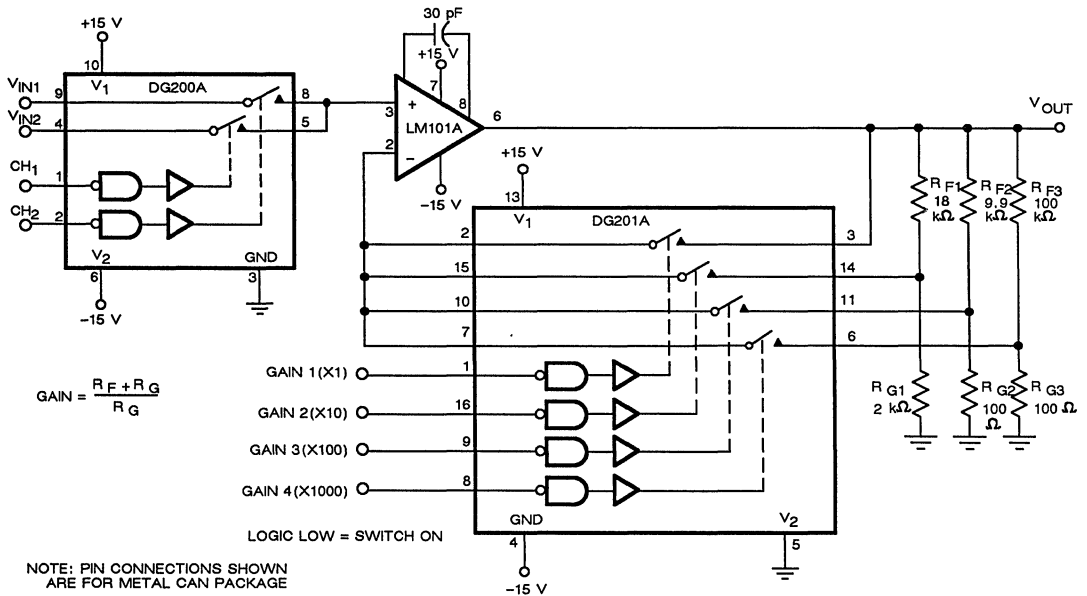 30 pF
+15 V
+15 V
10
V1
DG200A
7
VIN1
9
8
3
+
8
6
VOUT
VIN2
4
5
LM101A
2
−
+15 V
–15 V
13
V1
DG201A
CH1
1
CH2
2
RF1
18
kΩ
RF2
9.9
kΩ
RF3
100
kΩ
2
3
V2
GND
6
3
–15 V
15
14
10
11
7
6
GAIN 1(X1)
1
GAIN = RF + RG
RG
GAIN 2(X10)
16
RG1
2 kΩ
RG2
100
Ω
RG3
100 Ω
GAIN 3(X100)
9
GAIN 4(X1000)
8
LOGIC LOW = SWITCH ON
GND
4
V2
5
NOTE: PIN CONNECTIONS SHOWN
ARE FOR METAL CAN PACKAGE
–15 V